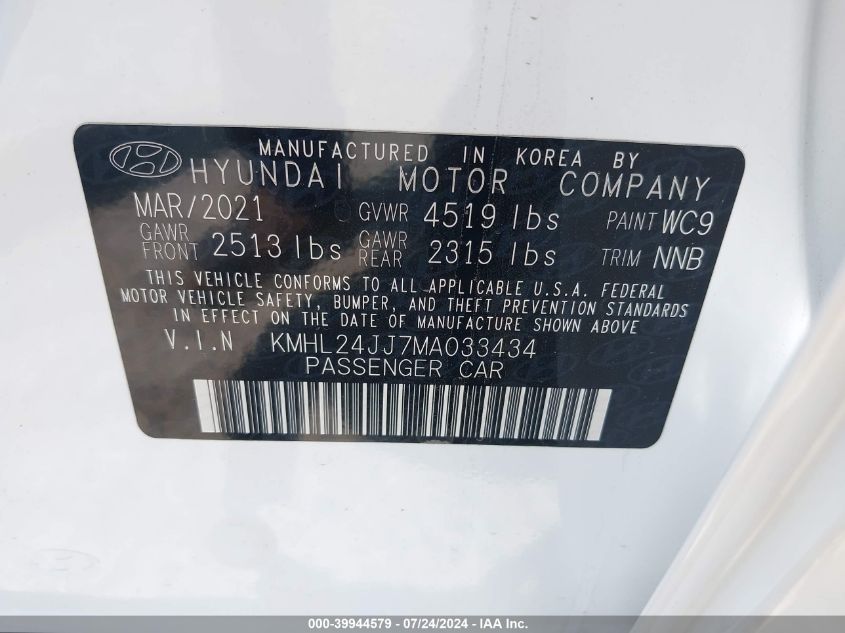 MANUFACTURED IN KOREA BY
HYUNDAI MOTOR COMPANY
MAR/2021 GVWR 4519 lbs PAINT WC9
GAWR FRONT 2513 lbs GAWR REAR 2315 lbs TRIM NNB
THIS VEHICLE CONFORMS TO ALL APPLICABLE U.S.A. FEDERAL
MOTOR VEHICLE SAFETY, BUMPER, AND THEFT PREVENTION STANDARDS
IN EFFECT ON THE DATE OF MANUFACTURE SHOWN ABOVE
V.I.N KMHL24JJ7MA033434
PASSENGER CAR
000-39944579 / 07/24/2024 - IAA Inc.